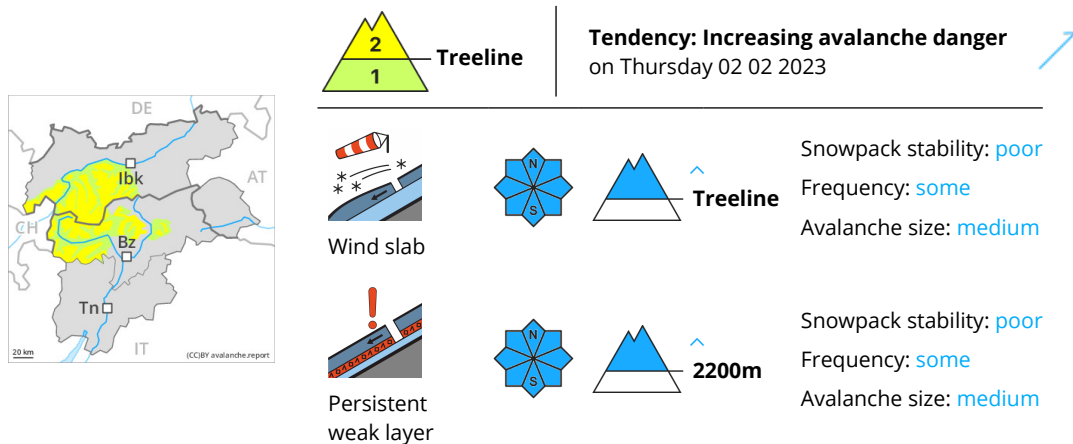 2
1
Treeline
Tendency: Increasing avalanche danger
on Thursday 02 02 2023
DE
Ibk
AT
CH
Bz
Tn
IT
20 km
(CC)BY avalanche.report
N
S
Treeline
Wind slab
Snowpack stability: poor
Frequency: some
Avalanche size: medium
N
S
2200m
Persistent
weak layer
Snowpack stability: poor
Frequency: some
Avalanche size: medium